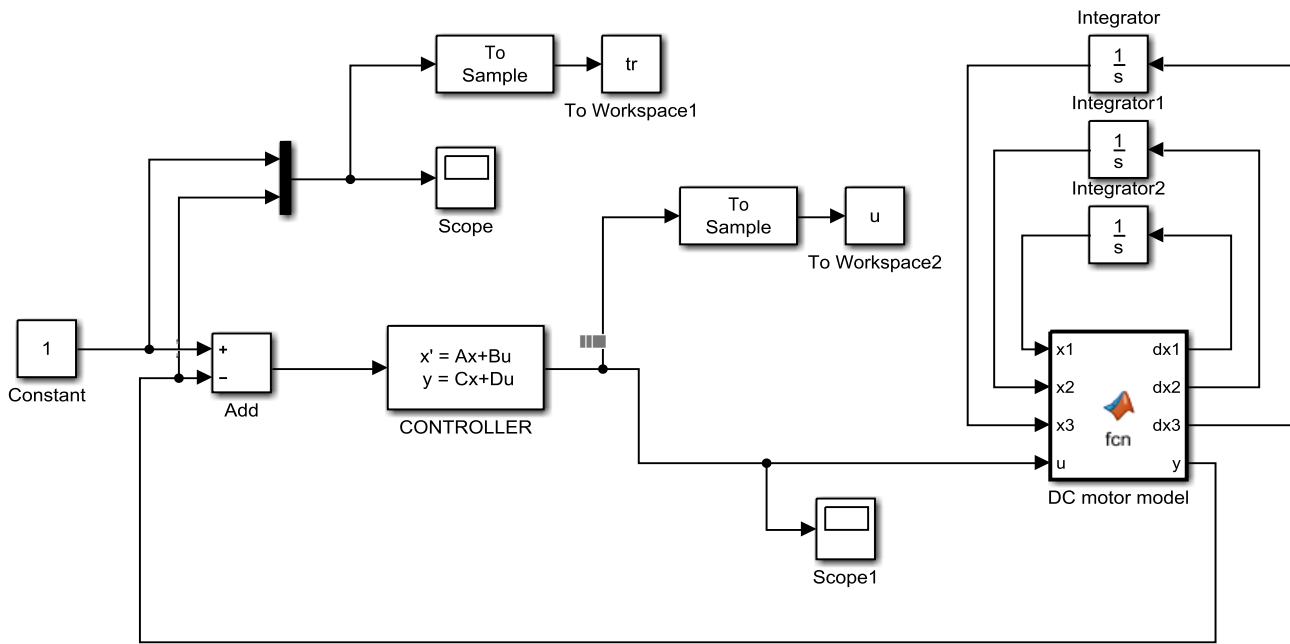 Integrator
1
s
Integrator1
1
s
Integrator2
1
s
To
Sample
tr
To Workspace1
Scope
To
Sample
u
To Workspace2
1
Constant
+
−
Add
x' = Ax+Bu
y = Cx+Du
CONTROLLER
x1
x2
x3
u
fcn
dx1
dx2
dx3
y
DC motor model
Scope1